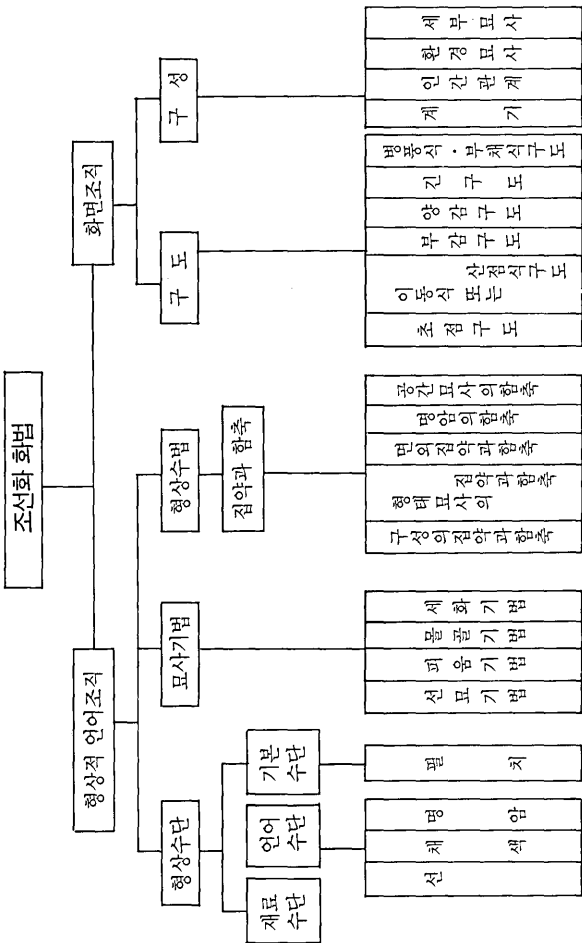 조선화 화법
형상적 언어조직
화면조직
형상수단
묘사기법
형상수법
구 도
구 성
재료
수단
언어
수단
기본
수단
집약과 함축
선
채 색
명 암
필 치
선 묘 기 법
피 움 기 법
몰 골 기 법
세 화 기 법
구성의집약과함축
형태묘사의
집약과함축
면의집약과함축
명암의함축
공간묘사의함축
초 점 구 도
이 동 식 또 는
산점식구도
부 감 구 도
앙 감 구 도
긴 구 도
병풍식 · 부채식구도
계 기
인 간 관 계
환 경 묘 사
세 부 묘 사